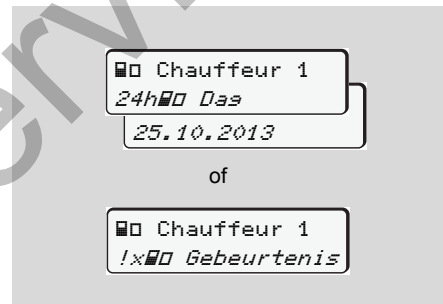 Chauffeur 1
24h Dag
25.10.2013
of
Chauffeur 1
!x Gebeurtenis